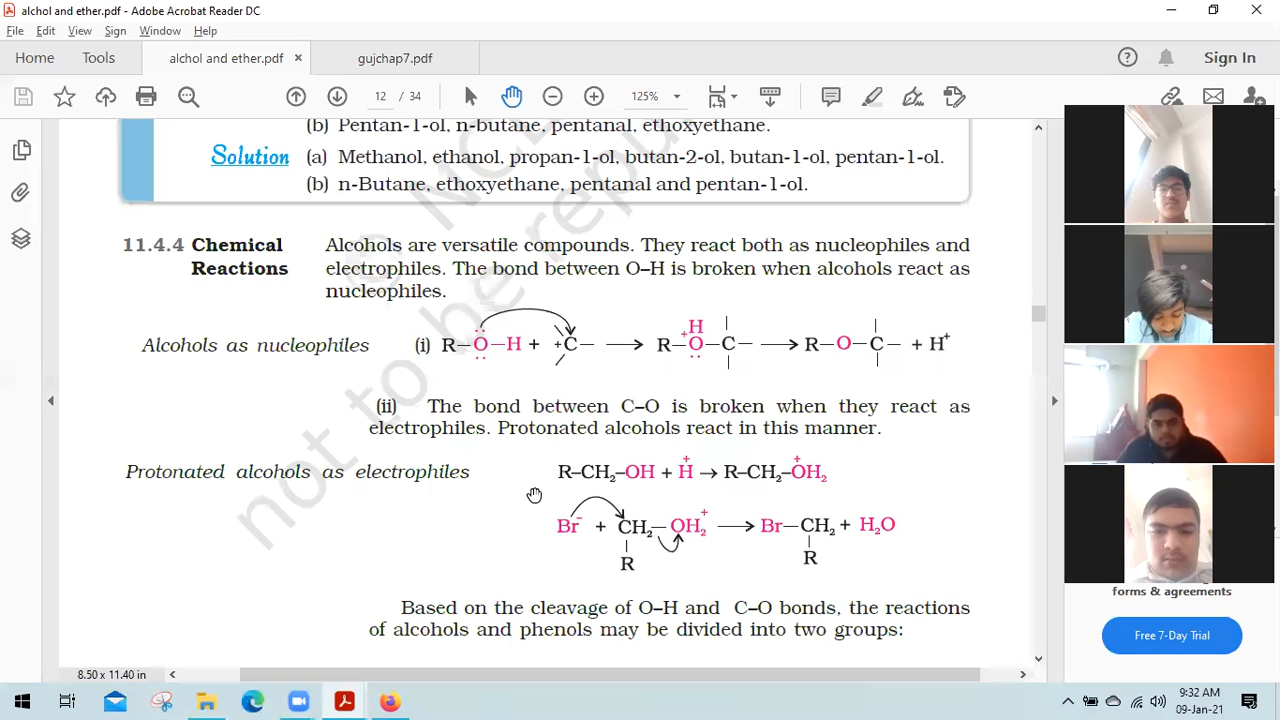 alchol and ether.pdf - Adobe Acrobat Reader DC
File Edit View Sign Window Help
Home Tools alchol and ether.pdf × gujchap7.pdf Sign In
12 / 34 125%
(b) Pentan-1-ol, n-butane, pentanal, ethoxyethane.
Solution (a) Methanol, ethanol, propan-1-ol, butan-2-ol, butan-1-ol, pentan-1-ol.
(b) n-Butane, ethoxyethane, pentanal and pentan-1-ol.
11.4.4 Chemical Reactions
Alcohols are versatile compounds. They react both as nucleophiles and
electrophiles. The bond between O–H is broken when alcohols react as
nucleophiles.
Alcohols as nucleophiles (i) R–O–H + +C– → R–O+(H)–C– → R–O–C– + H+
(ii) The bond between C–O is broken when they react as
electrophiles. Protonated alcohols react in this manner.
Protonated alcohols as electrophiles R–CH₂–OH + H⁺ → R–CH₂–O⁺H₂
Br⁻ + CH₂–OH₂⁺ → Br–CH₂ + H₂O
R R
Based on the cleavage of O–H and C–O bonds, the reactions
of alcohols and phenols may be divided into two groups:
© NC
not to be repu
forms & agreements
Free 7-Day Trial
8.50 x 11.40 in
9:32 AM
09-Jan-21